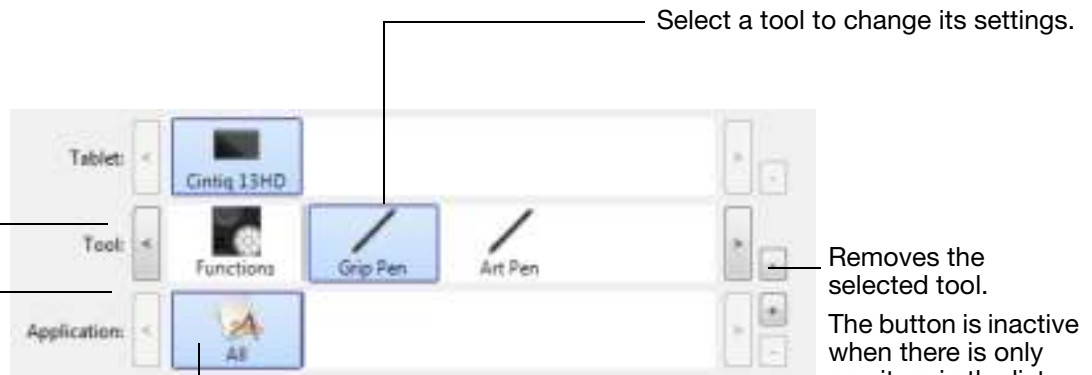 Select a tool to change its settings.
Tablet:
Cintiq 13HD
Tool:
Functions
Grip Pen
Art Pen
Application:
All
Removes the
selected tool.
The button is inactive
when there is only